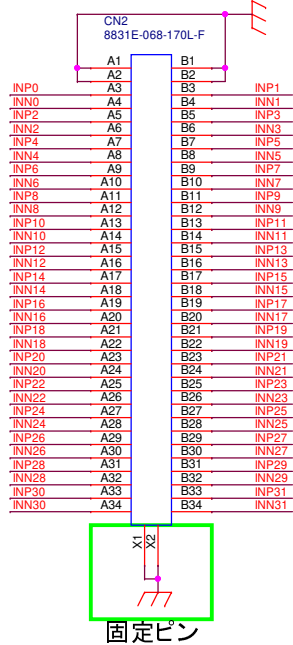 CN2
8831E-068-170L-F
A1 B1
A2 B2
INP0 A3 B3 INP1
INN0 A4 B4 INN1
INP2 A5 B5 INP3
INN2 A6 B6 INN3
INP4 A7 B7 INP5
INN4 A8 B8 INN5
INP6 A9 B9 INP7
INN6 A10 B10 INN7
INP8 A11 B11 INP9
INN8 A12 B12 INN9
INP10 A13 B13 INP11
INN10 A14 B14 INN11
INP12 A15 B15 INP13
INN12 A16 B16 INN13
INP14 A17 B17 INP15
INN14 A18 B18 INN15
INP16 A19 B19 INP17
INN16 A20 B20 INN17
INP18 A21 B21 INP19
INN18 A22 B22 INN19
INP20 A23 B23 INP21
INN20 A24 B24 INN21
INP22 A25 B25 INP23
INN22 A26 B26 INN23
INP24 A27 B27 INP25
INN24 A28 B28 INN25
INP26 A29 B29 INP27
INN26 A30 B30 INN27
INP28 A31 B31 INP29
INN28 A32 B32 INN29
INP30 A33 B33 INP31
INN30 A34 B34 INN31
X1 X2
固定ピン